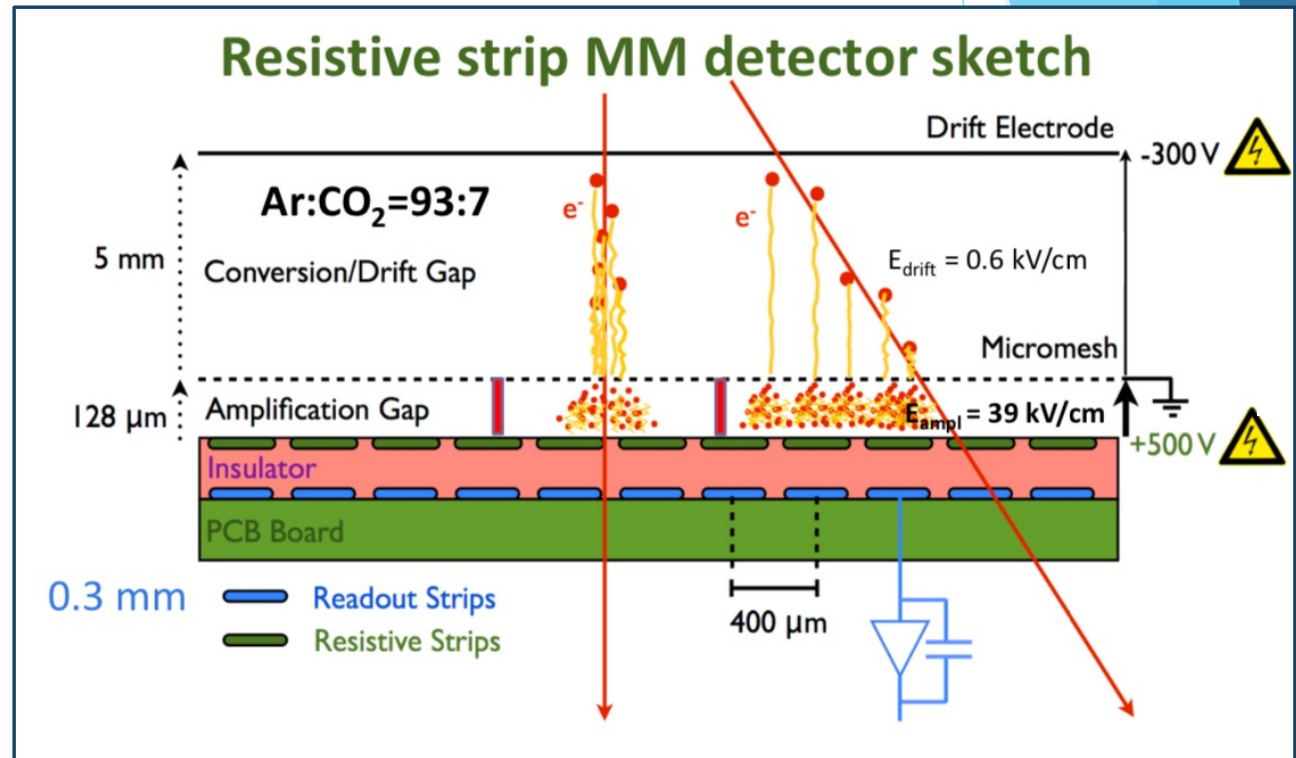 Resistive strip MM detector sketch
Drift Electrode
-300 V
Ar:CO₂=93:7
e⁻
e⁻
5 mm
Conversion/Drift Gap
E_drift = 0.6 kV/cm
Micromesh
128 µm
Amplification Gap
E_ampl = 39 kV/cm
+500 V
Insulator
PCB Board
0.3 mm
Readout Strips
400 µm
Resistive Strips